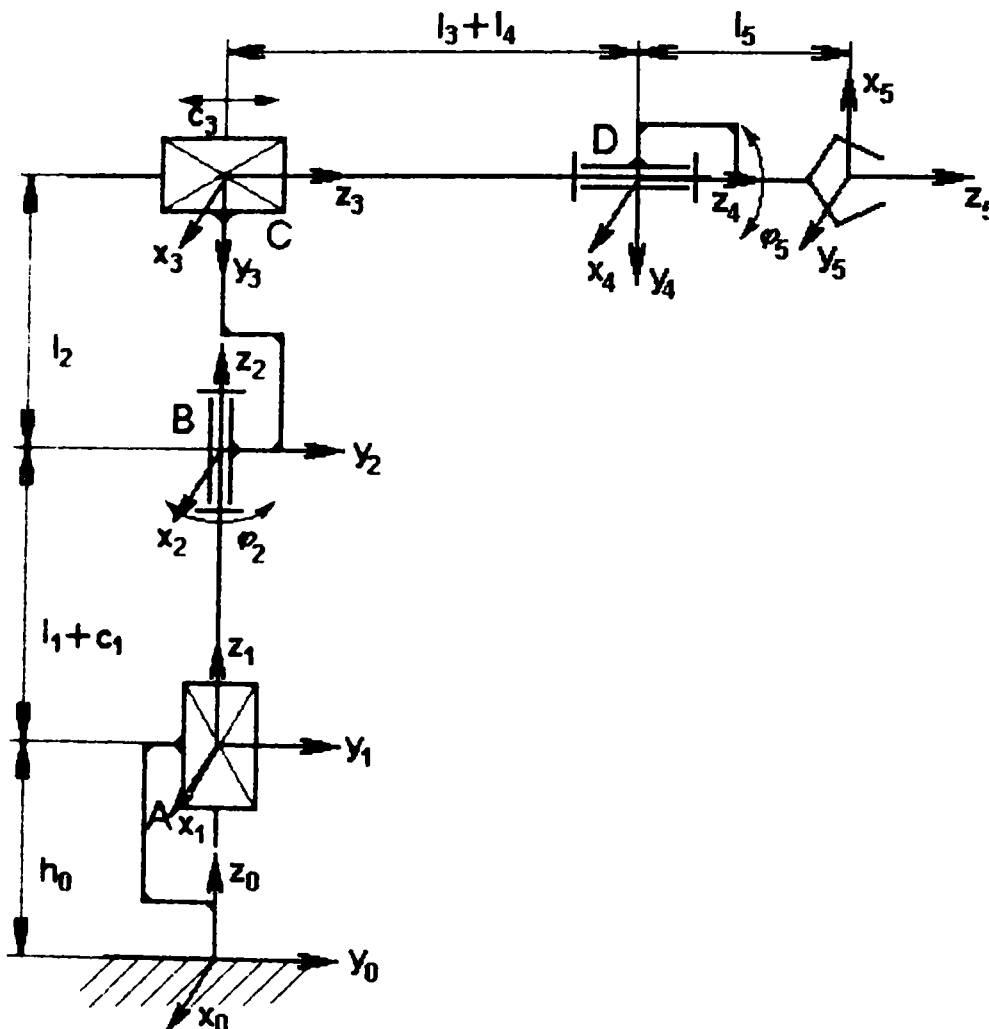 l₃+l₄
l₅
x₅
c₃
D
z₃
z₄
z₅
x₃
C
y₃
x₄
y₄
φ₅
y₅
l₂
z₂
B
y₂
x₂
φ₂
l₁+c₁
z₁
y₁
A
x₁
h₀
z₀
y₀
x₀